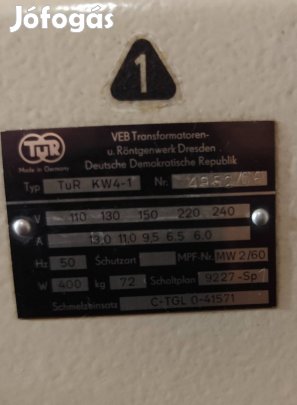 Jófogás
1
TuR
Made in Germany
VEB Transformatoren-
u. Röntgenwerk Dresden
Deutsche Demokratische Republik
Typ TuR KW4-1 Nr.
V 110 130 150 220 240
A 13.0 11.0 9.5 6.5 6.0
Hz 50 Schutzart MPF-Nr. MW 2/60
W 400 kg 72 Schaltplan 9227-Sp
Schmelzeinsatz C-TGL 0-41571